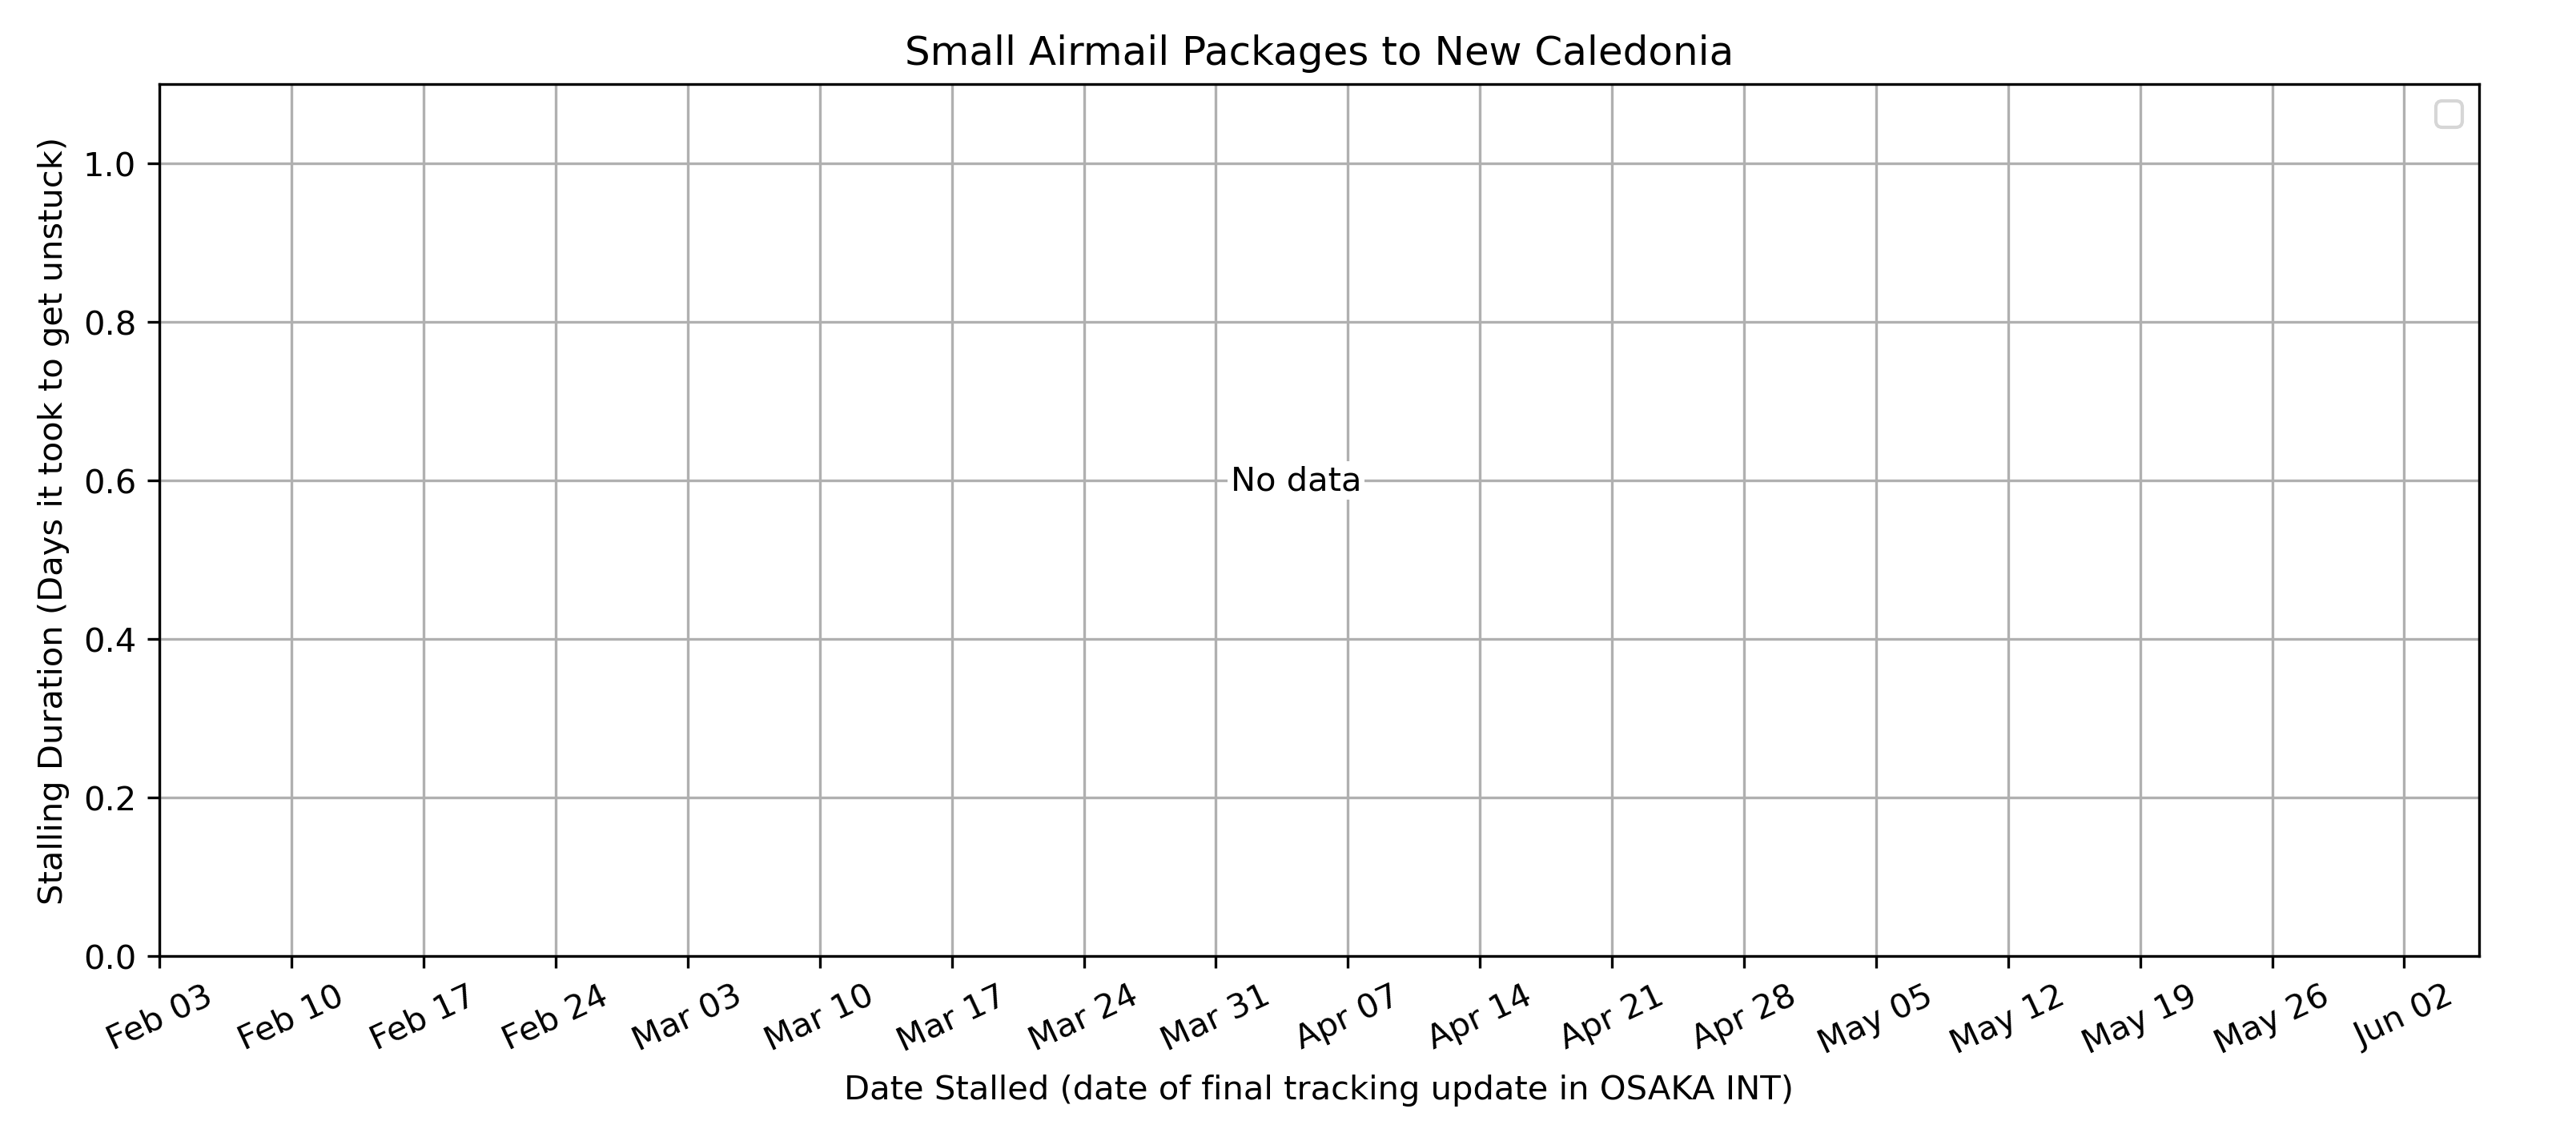 Small Airmail Packages to New Caledonia
Stalling Duration (Days it took to get unstuck)
1.0
0.8
0.6
0.4
0.2
0.0
No data
Feb 03
Feb 10
Feb 17
Feb 24
Mar 03
Mar 10
Mar 17
Mar 24
Mar 31
Apr 07
Apr 14
Apr 21
Apr 28
May 05
May 12
May 19
May 26
Jun 02
Date Stalled (date of final tracking update in OSAKA INT)